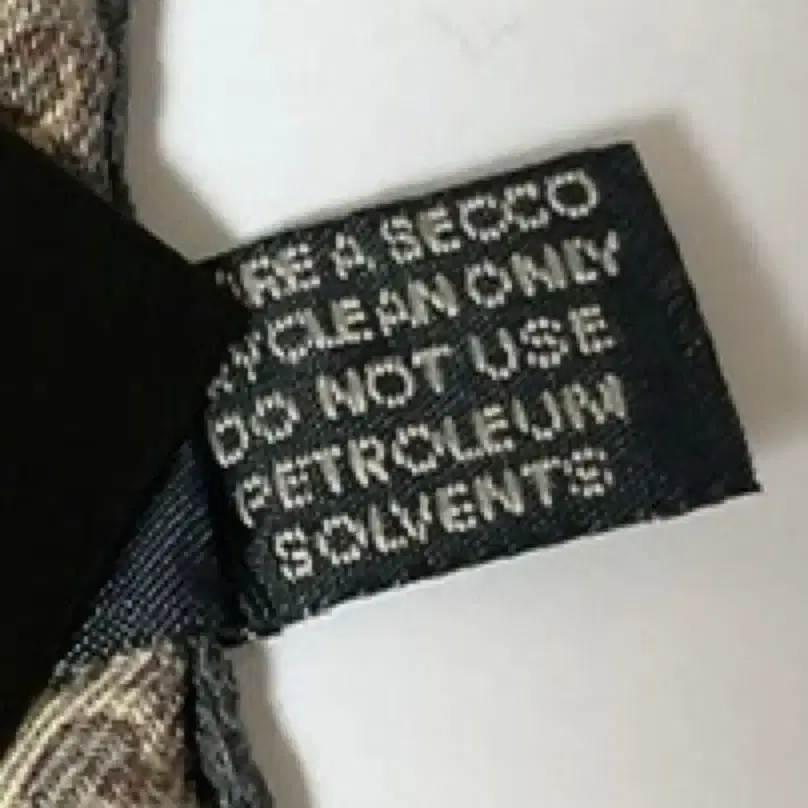 RE A SECCO
Y CLEAN ONLY
DO NOT USE
PETROLEUM
SOLVENTS